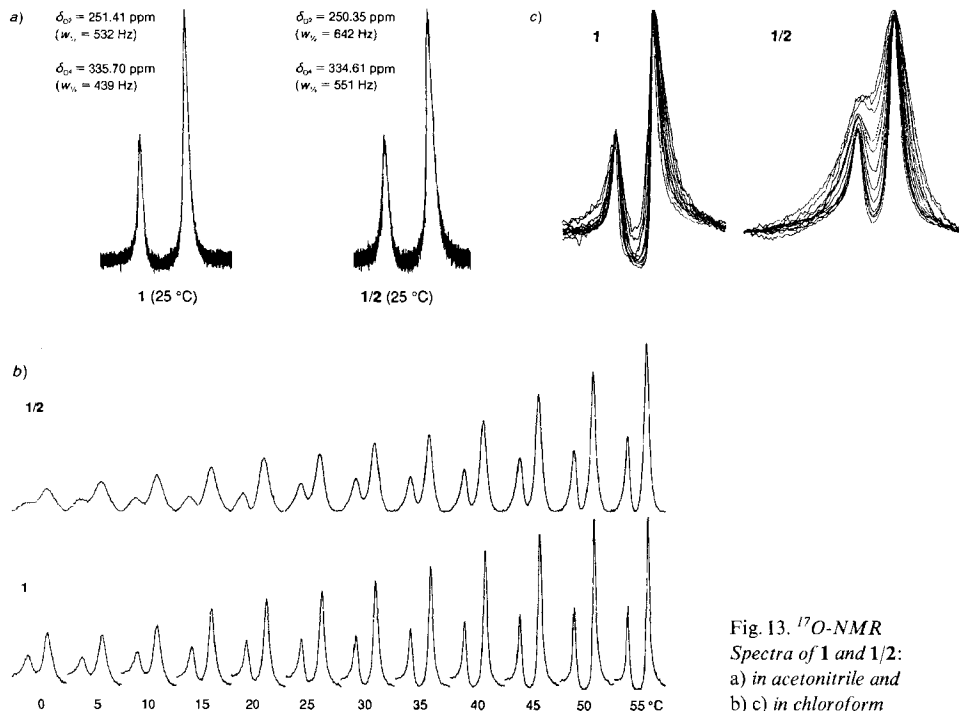 a)
δO² = 251.41 ppm
(w½ = 532 Hz)
δO⁴ = 335.70 ppm
(w½ = 439 Hz)
1 (25 °C)
δO² = 250.35 ppm
(w½ = 642 Hz)
δO⁴ = 334.61 ppm
(w½ = 551 Hz)
1/2 (25 °C)
c)
1
1/2
b)
1/2
1
0 5 10 15 20 25 30 35 40 45 50 55 °C
Fig. 13. ¹⁷O-NMR
Spectra of 1 and 1/2:
a) in acetonitrile and
b) c) in chloroform